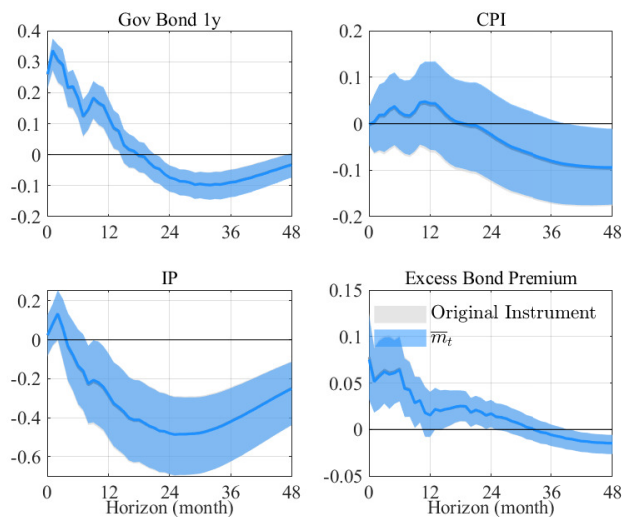 Gov Bond 1y
0.4
0.3
0.2
0.1
0
-0.1
-0.2
0 12 24 36 48
CPI
0.2
0.1
0
-0.1
-0.2
0 12 24 36 48
IP
0.2
0
-0.2
-0.4
-0.6
0 12 24 36 48
Horizon (month)
Excess Bond Premium
0.15
0.1
0.05
0
-0.05
Original Instrument
m̅t
0 12 24 36 48
Horizon (month)